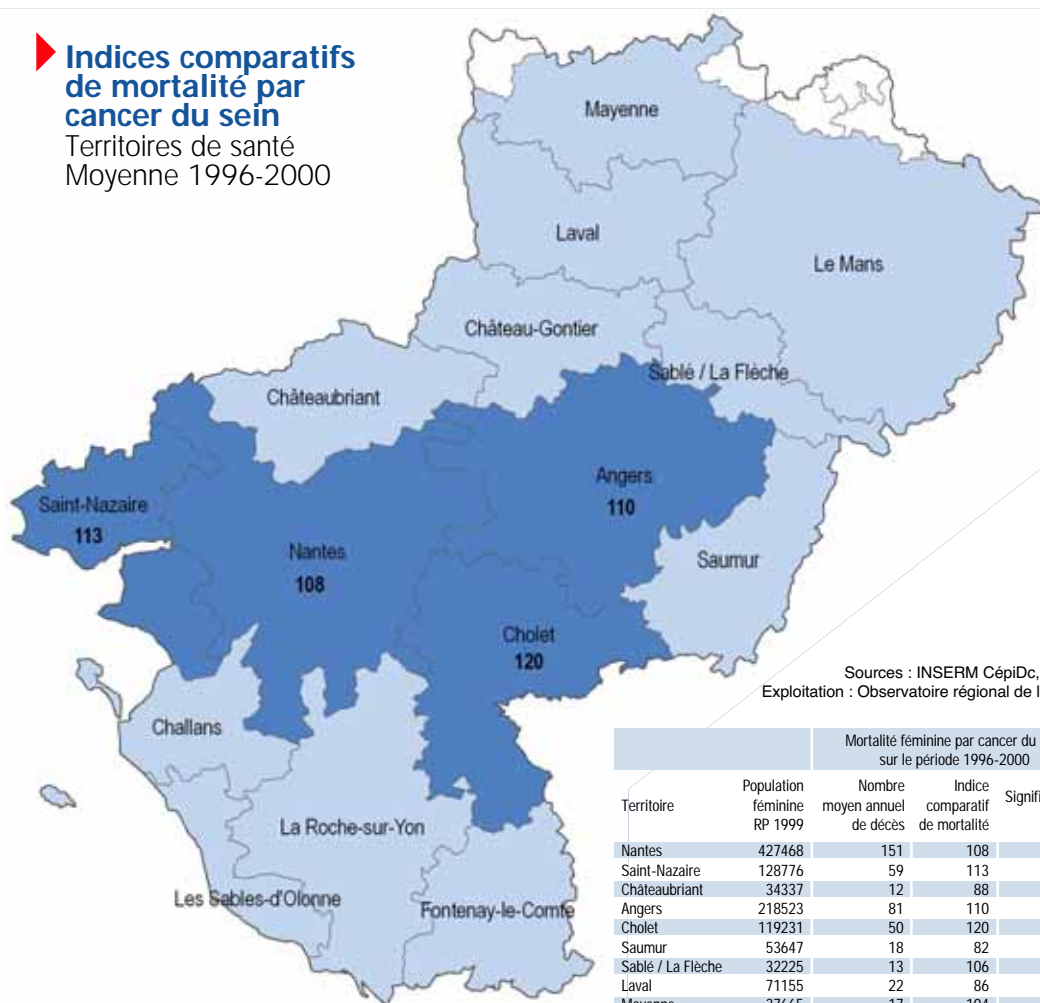 Indices comparatifs
de mortalité par
cancer du sein
Territoires de santé
Moyenne 1996-2000
Mayenne
Laval
Le Mans
Château-Gontier
Sablé / La Flèche
Châteaubriant
Angers
110
Saint-Nazaire
113
Nantes
108
Saumur
Cholet
120
Challans
La Roche-sur-Yon
Les Sables-d'Olonne
Fontenay-le-Comte
Sources : INSERM CépiDc,
Exploitation : Observatoire régional de
Mortalité féminine par cancer du
sur le période 1996-2000
Territoire Population féminine RP 1999 Nombre moyen annuel de décès Indice comparatif de mortalité
Nantes 427468 151 108
Saint-Nazaire 128776 59 113
Châteaubriant 34337 12 88
Angers 218523 81 110
Cholet 119231 50 120
Saumur 53647 18 82
Sablé / La Flèche 32225 13 106
Laval 71155 22 86
Mayenne 37665 17 104